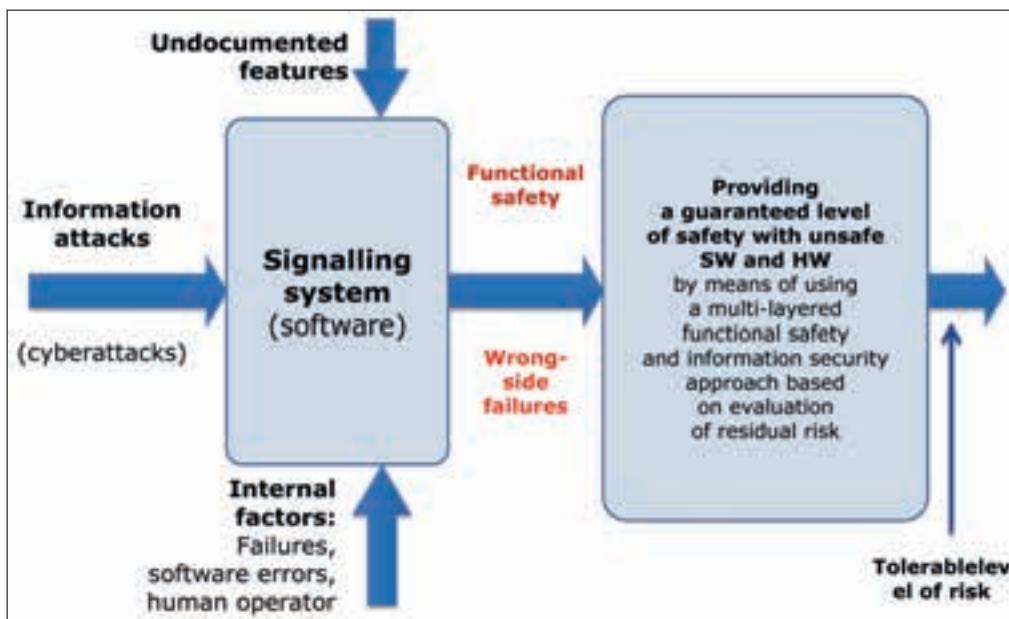 Undocumented
features
Information
attacks
(cyberattacks)
Signalling
system
(software)
Internal
factors:
Failures,
software errors,
human operator
Functional
safety
Wrong-
side
failures
Providing
a guaranteed level
of safety with unsafe
SW and HW
by means of using
a multi-layered
functional safety
and information security
approach based
on evaluation
of residual risk
Tolerablelev
el of risk